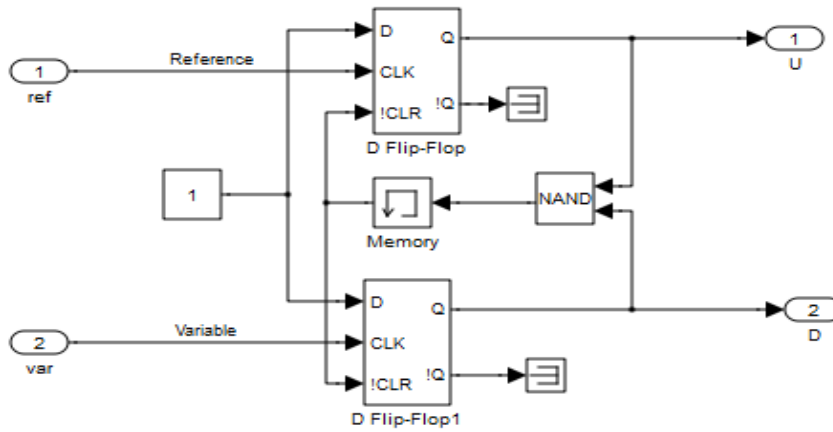 D
Q
1
U
Reference
1
ref
CLK
!Q
!CLR
D Flip-Flop
1
NAND
Memory
D
Q
2
D
Variable
2
var
CLK
!Q
!CLR
D Flip-Flop1